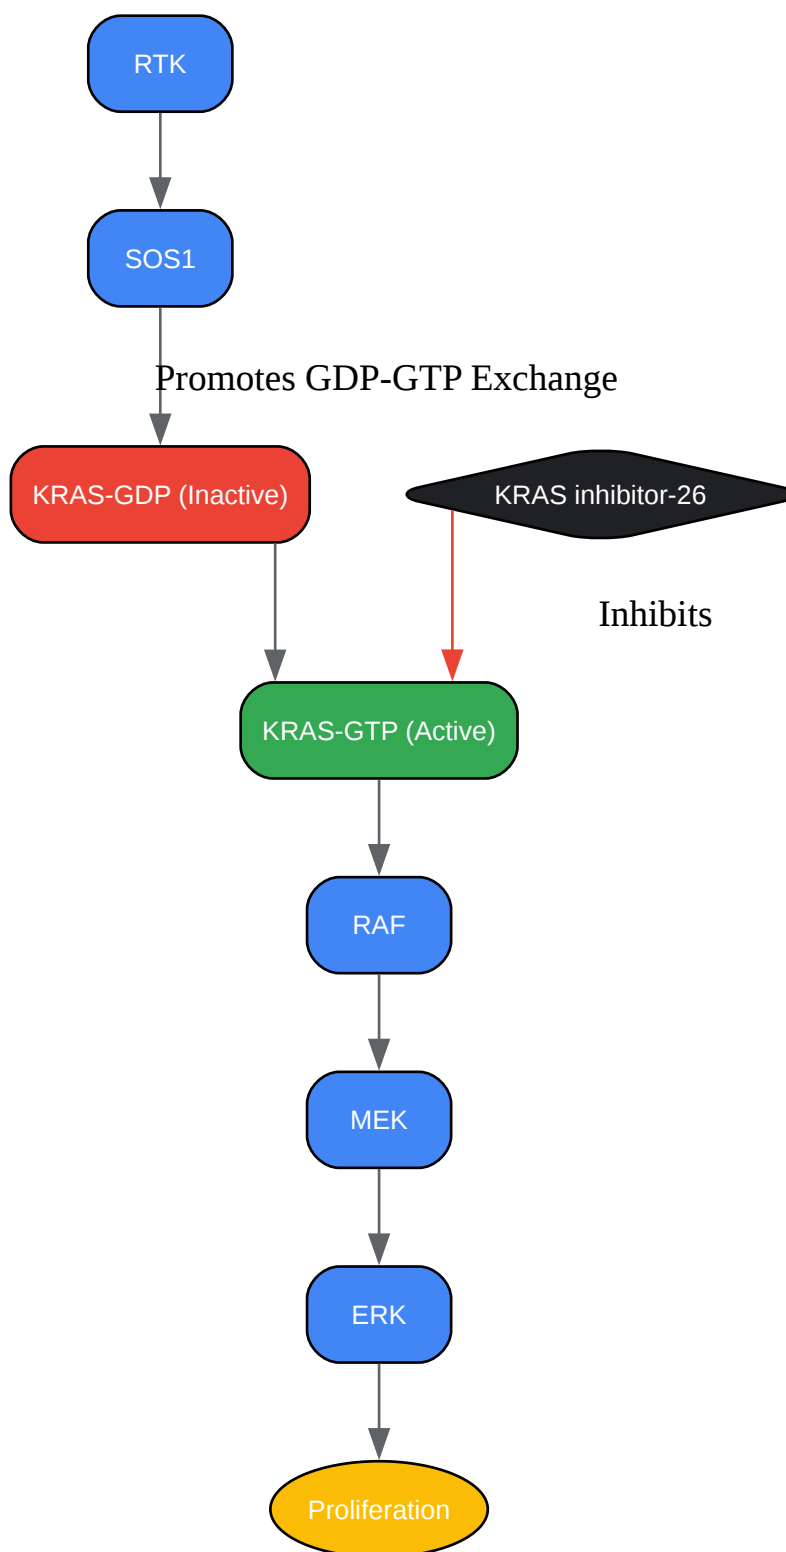 RTK
SOS1
Promotes GDP-GTP Exchange
KRAS-GDP (Inactive)
KRAS inhibitor-26
Inhibits
KRAS-GTP (Active)
RAF
MEK
ERK
Proliferation